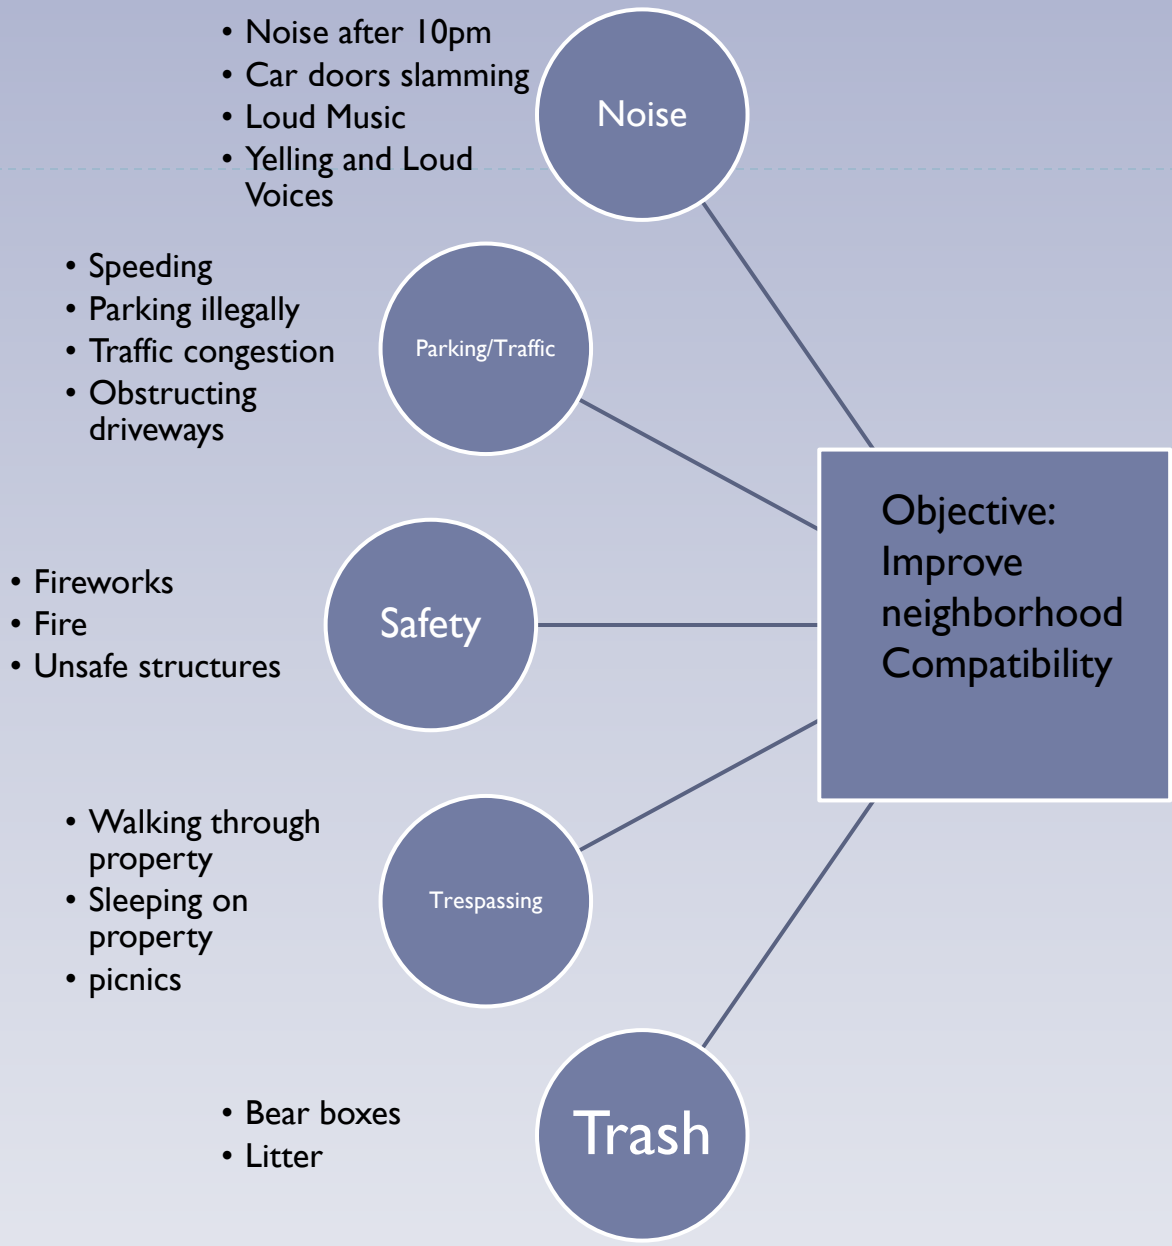 • Noise after 10pm
• Car doors slamming
• Loud Music
• Yelling and Loud
Voices
Noise
• Speeding
• Parking illegally
• Traffic congestion
• Obstructing
driveways
Parking/Traffic
• Fireworks
• Fire
• Unsafe structures
Safety
• Walking through
property
• Sleeping on
property
• picnics
Trespassing
• Bear boxes
• Litter
Trash
Objective:
Improve
neighborhood
Compatibility